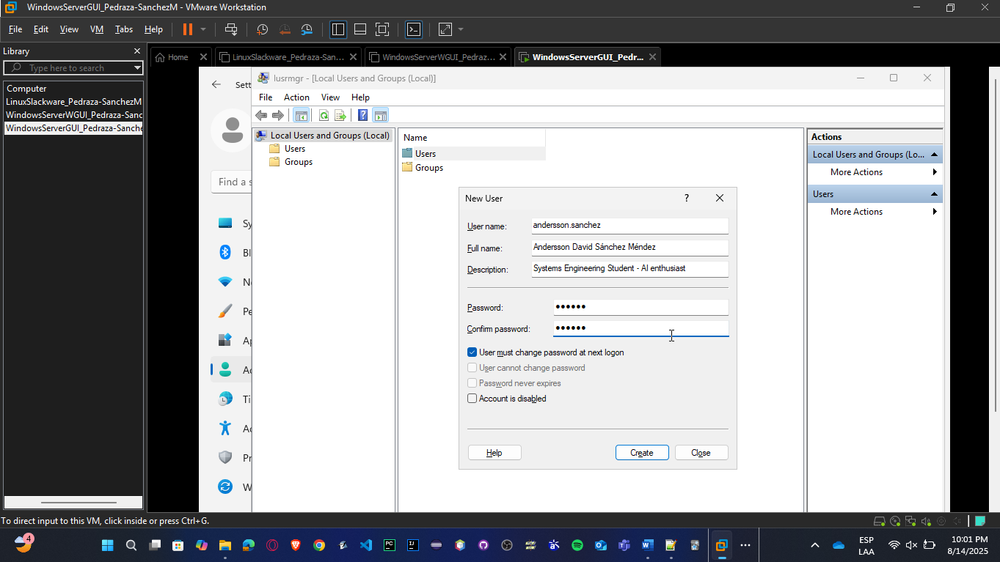 WindowsServerGUI_Pedraza-SanchezM - VMware Workstation
File Edit View VM Tabs Help
Library
Type here to search
Computer
LinuxSlackware_Pedraza-SanchezM
WindowsServerWGUI_Pedraza-Sanc
WindowsServerGUI_Pedraza-Sanche
Home LinuxSlackware_Pedraza-San... WindowsServerWGUI_Pedraz... WindowsServerGUI_Pedr...
Sett
Find a s
Sy
Bl
Ne
Pe
Ap
Ac
Ti
Ac
Pr
W
lusrmgr - [Local Users and Groups (Local)]
File Action View Help
Local Users and Groups (Local)
Users
Groups
Name
Users
Groups
Actions
Local Users and Groups (Lo...
More Actions
Users
More Actions
New User ?
User name: andersson.sanchez
Full name: Andersson David Sánchez Méndez
Description: Systems Engineering Student - AI enthusiast
Password: ●●●●●●
Confirm password: ●●●●●●
User must change password at next logon
User cannot change password
Password never expires
Account is disabled
Help Create Close
To direct input to this VM, click inside or press Ctrl+G.
4
ESP
LAA
10:01 PM
8/14/2025